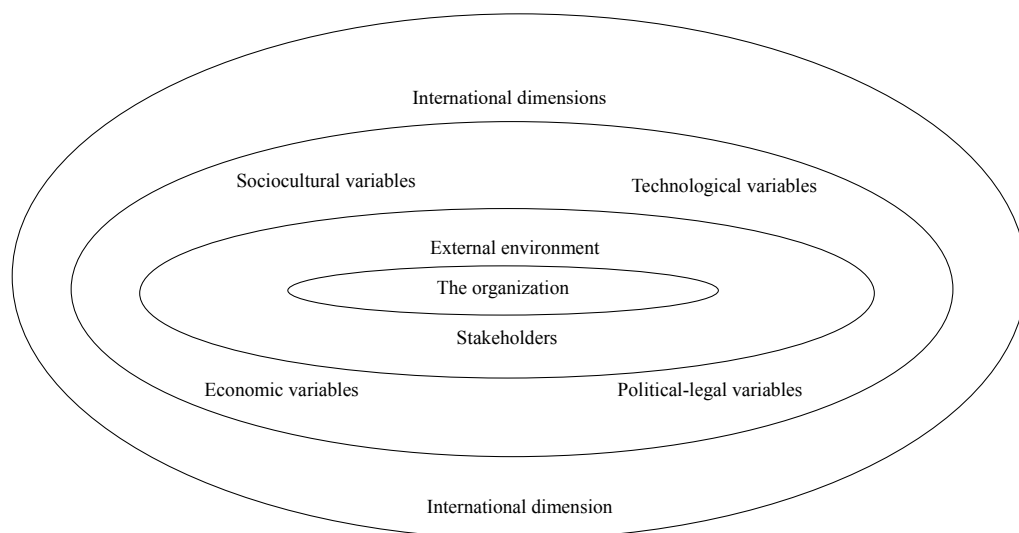 International dimensions
Sociocultural variables
Technological variables
External environment
The organization
Stakeholders
Economic variables
Political-legal variables
International dimension